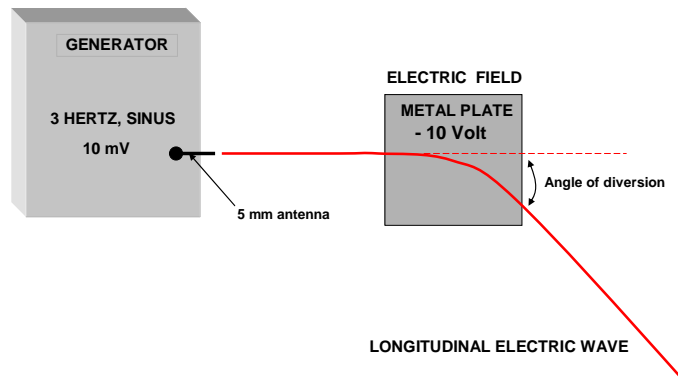 GENERATOR
3 HERTZ, SINUS
10 mV
5 mm antenna
ELECTRIC FIELD
METAL PLATE
- 10 Volt
Angle of diversion
LONGITUDINAL ELECTRIC WAVE